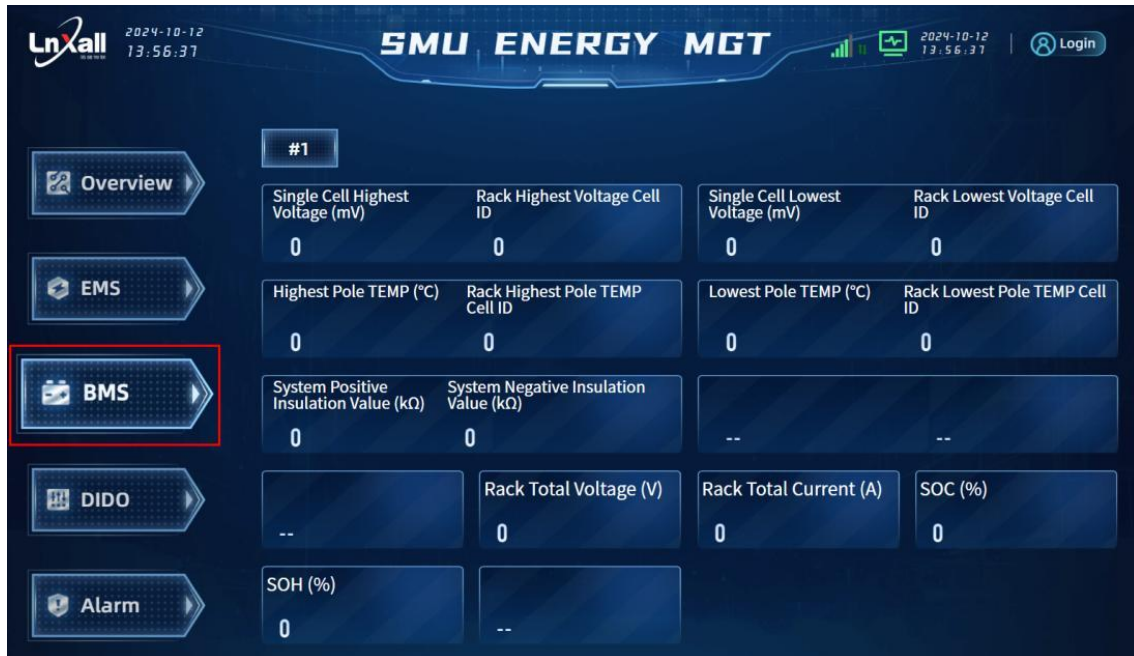 Lnxall
2024-10-12
13:56:37
SMU ENERGY MGT
2024-10-12
13:56:37
Login
#1
Overview
EMS
BMS
DIDO
Alarm
Single Cell Highest
Voltage (mV)
0
Rack Highest Voltage Cell
ID
0
Single Cell Lowest
Voltage (mV)
0
Rack Lowest Voltage Cell
ID
0
Highest Pole TEMP (°C)
0
Rack Highest Pole TEMP
Cell ID
0
Lowest Pole TEMP (°C)
0
Rack Lowest Pole TEMP Cell
ID
0
System Positive
Insulation Value (kΩ)
0
System Negative Insulation
Value (kΩ)
0
--
--
--
Rack Total Voltage (V)
0
Rack Total Current (A)
0
SOC (%)
0
SOH (%)
0
--